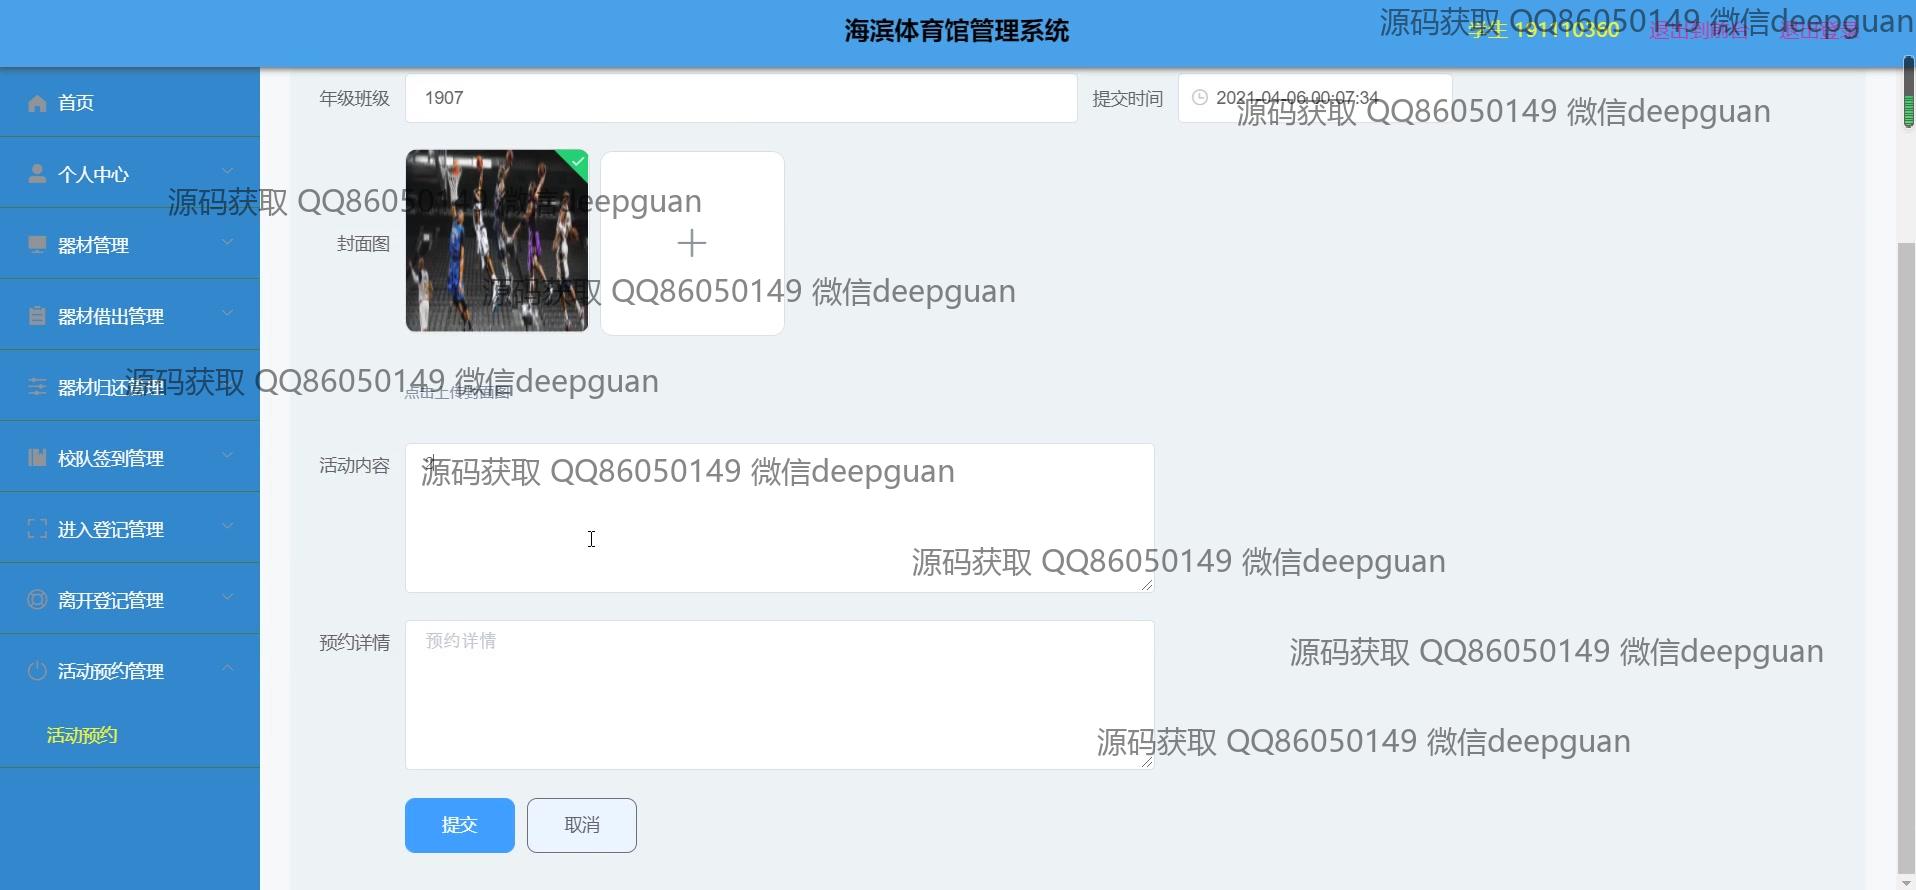 海滨体育馆管理系统
学生 191110360
退出到前台
退出登录
源码获取 QQ86050149 微信deepguan
首页
个人中心
器材管理
器材借出管理
器材归还管理
校队签到管理
进入登记管理
离开登记管理
活动预约管理
活动预约
年级班级
1907
提交时间
2021-04-06 00:07:34
源码获取 QQ86050149 微信deepguan
源码获取 QQ86050149 微信deepguan
封面图
源码获取 QQ86050149 微信deepguan
源码获取 QQ86050149 微信deepguan
点击上传封面图
活动内容
源码获取 QQ86050149 微信deepguan
源码获取 QQ86050149 微信deepguan
预约详情
预约详情
源码获取 QQ86050149 微信deepguan
源码获取 QQ86050149 微信deepguan
提交
取消